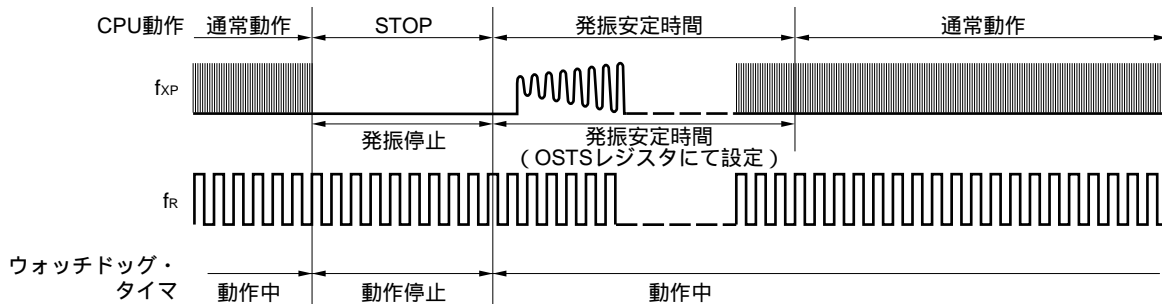 CPU動作 通常動作 STOP 発振安定時間 通常動作
fXP
発振停止 発振安定時間
(OSTSレジスタにて設定)
fR
ウォッチドッグ・
タイマ 動作中 動作停止 動作中